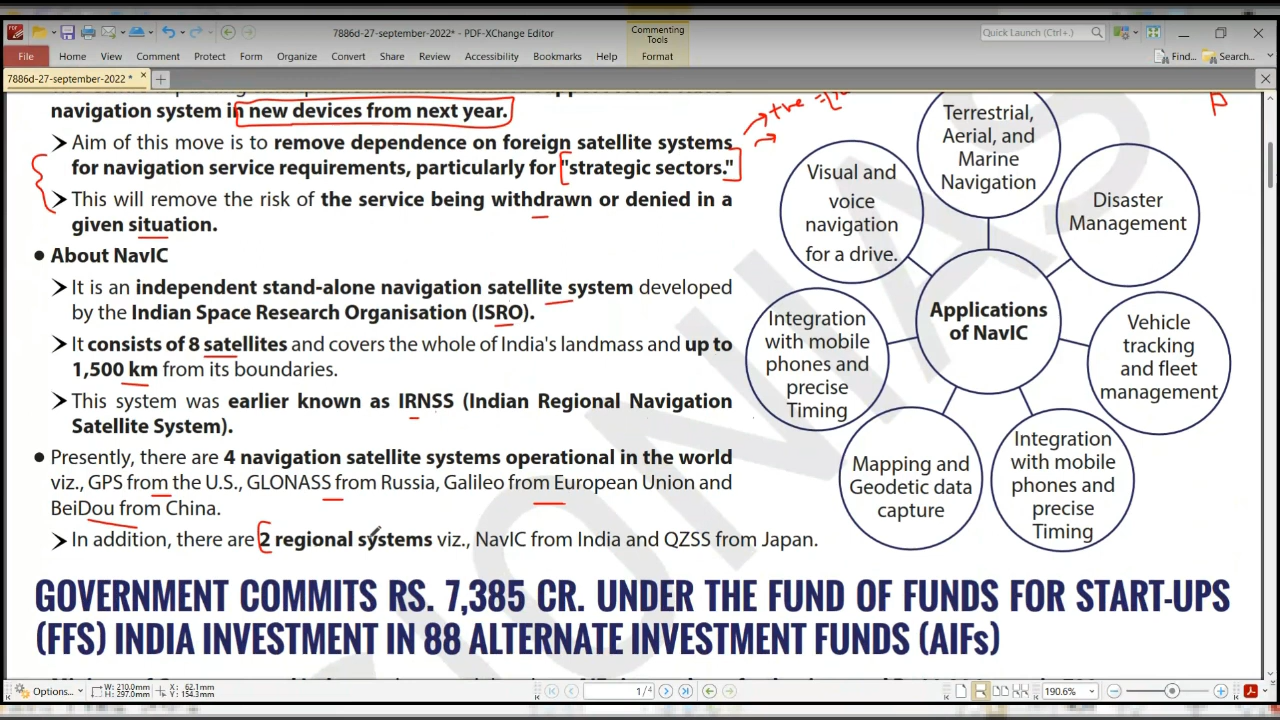 7886d-27-september-2022* - PDF-XChange Editor
Commenting
Tools
Quick Launch (Ctrl+.)
File
Home
View
Comment
Protect
Form
Organize
Convert
Share
Review
Accessibility
Bookmarks
Help
Format
Find...
Search...
7886d-27-september-2022 *
navigation system in new devices from next year.
Aim of this move is to remove dependence on foreign satellite systems
for navigation service requirements, particularly for "strategic sectors."
This will remove the risk of the service being withdrawn or denied in a
given situation.
● About NavIC
It is an independent stand-alone navigation satellite system developed
by the Indian Space Research Organisation (ISRO).
It consists of 8 satellites and covers the whole of India's landmass and up to
1,500 km from its boundaries.
This system was earlier known as IRNSS (Indian Regional Navigation
Satellite System).
● Presently, there are 4 navigation satellite systems operational in the world
viz., GPS from the U.S., GLONASS from Russia, Galileo from European Union and
BeiDou from China.
In addition, there are 2 regional systems viz., NavIC from India and QZSS from Japan.
+ve
P
Terrestrial,
Aerial, and
Marine
Navigation
Visual and
voice
navigation
for a drive.
Disaster
Management
Applications
of NavIC
Integration
with mobile
phones and
precise
Timing
Vehicle
tracking
and fleet
management
Mapping and
Geodetic data
capture
Integration
with mobile
phones and
precise
Timing
GOVERNMENT COMMITS RS. 7,385 CR. UNDER THE FUND OF FUNDS FOR START-UPS
(FFS) INDIA INVESTMENT IN 88 ALTERNATE INVESTMENT FUNDS (AIFs)
Options...
W: 210.0mm
H: 297.0mm
X: 62.1mm
Y: 154.3mm
1/4
190.6%